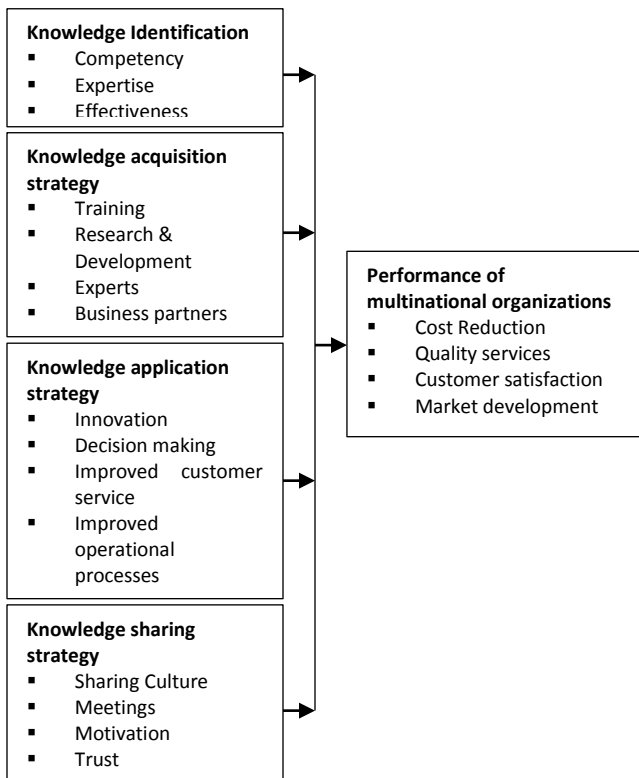 Knowledge Identification
▪ Competency
▪ Expertise
▪ Effectiveness
Knowledge acquisition
strategy
▪ Training
▪ Research &
Development
▪ Experts
▪ Business partners
Knowledge application
strategy
▪ Innovation
▪ Decision making
▪ Improved customer
service
▪ Improved
operational
processes
Knowledge sharing
strategy
▪ Sharing Culture
▪ Meetings
▪ Motivation
▪ Trust
Performance of
multinational organizations
▪ Cost Reduction
▪ Quality services
▪ Customer satisfaction
▪ Market development